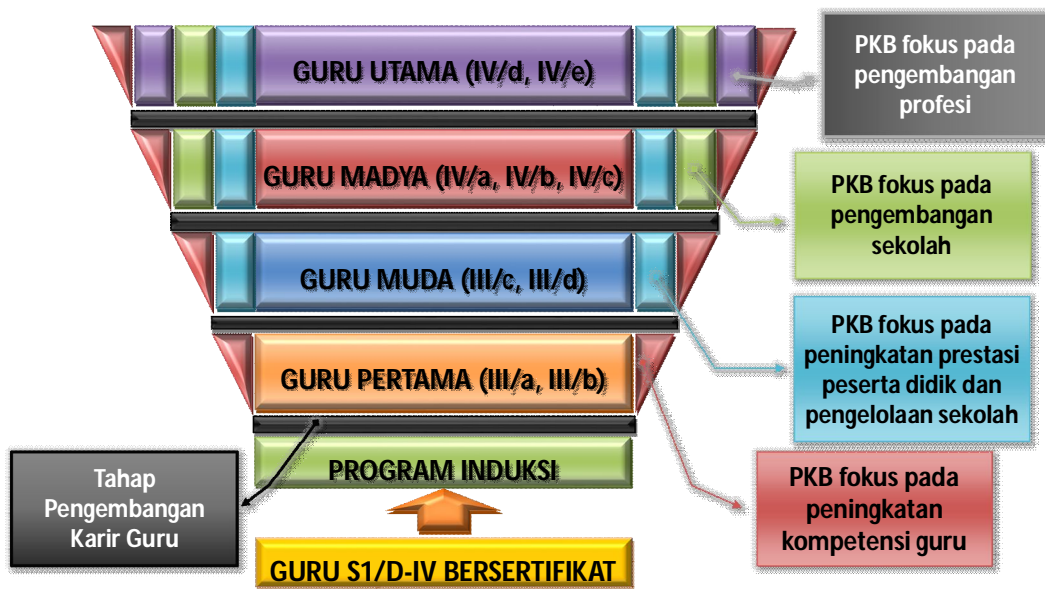 GURU UTAMA (IV/d, IV/e)
PKB fokus pada
pengembangan
profesi
GURU MADYA (IV/a, IV/b, IV/c)
PKB fokus pada
pengembangan
sekolah
GURU MUDA (III/c, III/d)
PKB fokus pada
peningkatan prestasi
peserta didik dan
pengelolaan sekolah
GURU PERTAMA (III/a, III/b)
PROGRAM INDUKSI
Tahap
Pengembangan
Karir Guru
PKB fokus pada
peningkatan
kompetensi guru
GURU S1/D-IV BERSERTIFIKAT